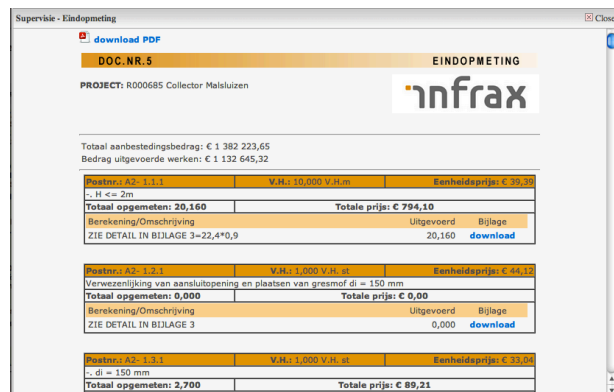 Supervisie - Eindopmeting
Close
download PDF
DOC.NR.5 EINDOPMETING
PROJECT: R000685 Collector Malsluizen
infrax
Totaal aanbestedingsbedrag: € 1 382 223,65
Bedrag uitgevoerde werken: € 1 132 645,32
Postnr.: A2- 1.1.1 V.H.: 10,000 V.H.m Eenheidsprijs: € 39,39
-. H <= 2m
Totaal opgemeten: 20,160 Totale prijs: € 794,10
Berekening/Omschrijving Uitgevoerd Bijlage
ZIE DETAIL IN BIJLAGE 3=22,4*0,9 20,160 download
Postnr.: A2- 1.2.1 V.H.: 1,000 V.H. st Eenheidsprijs: € 44,12
Verwezenlijking van aansluitopening en plaatsen van gresmof di = 150 mm
Totaal opgemeten: 0,000 Totale prijs: € 0,00
Berekening/Omschrijving Uitgevoerd Bijlage
ZIE DETAIL IN BIJLAGE 3 0,000 download
Postnr.: A2- 1.3.1 V.H.: 1,000 V.H. st Eenheidsprijs: € 33,04
-. di = 150 mm
Totaal opgemeten: 2,700 Totale prijs: € 89,21